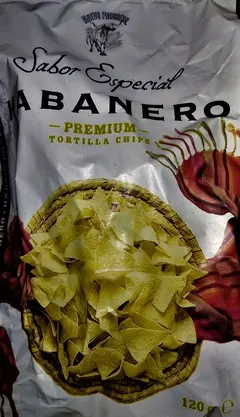 Sabor Especial
ABANERO
PREMIUM
TORTILLA CHIPS
120 g e